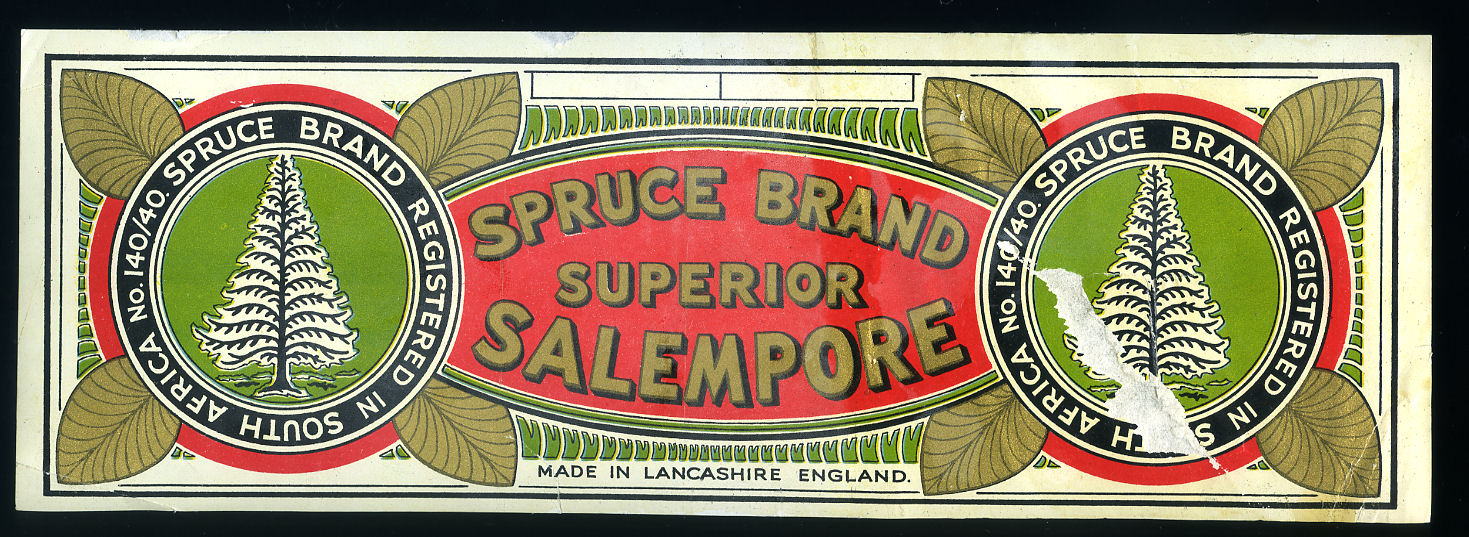 SPRUCE BRAND REGISTERED IN SOUTH AFRICA No. 140/40.
SPRUCE BRAND
SUPERIOR
SALEMPORE
MADE IN LANCASHIRE ENGLAND.
SPRUCE BRAND REGISTERED IN S TH AFRICA No. 140/40.